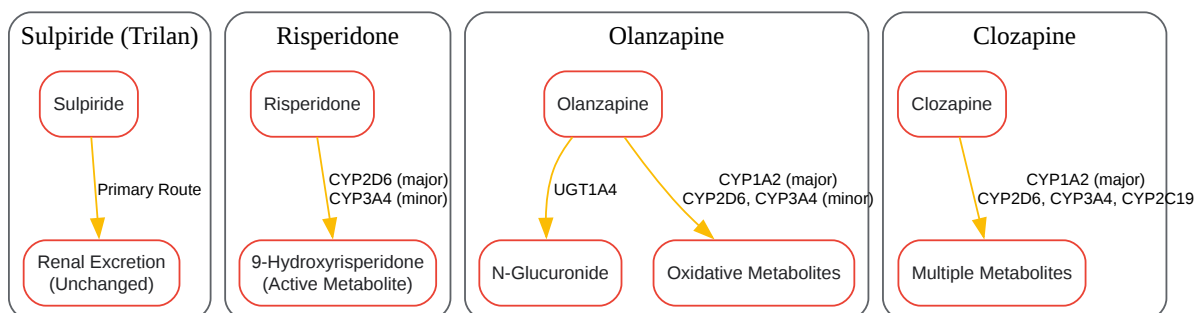 Sulpiride (Trilan)
Sulpiride
Primary Route
Renal Excretion
(Unchanged)
Risperidone
Risperidone
CYP2D6 (major)
CYP3A4 (minor)
9-Hydroxyrisperidone
(Active Metabolite)
Olanzapine
Olanzapine
UGT1A4
CYP1A2 (major)
CYP2D6, CYP3A4 (minor)
N-Glucuronide
Oxidative Metabolites
Clozapine
Clozapine
CYP1A2 (major)
CYP2D6, CYP3A4, CYP2C19
Multiple Metabolites